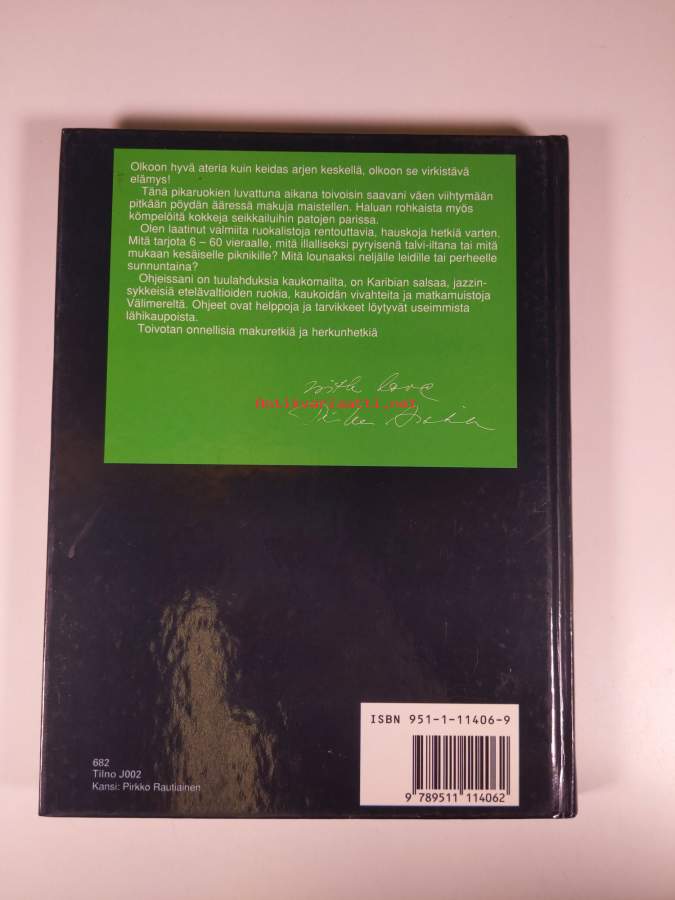 Olkoon hyvä ateria kuin keidas arjen keskellä, olkoon se virkistävä
elämys!
Tänä pikaruokien luvattuna aikana toivoisin saavani väen viihtymään
pitkään pöydän ääressä makuja maistellen. Haluan rohkaista myös
kömpelöitä kokkeja seikkailuihin patojen parissa.
Olen laatinut valmiita ruokalistoja rentouttavia, hauskoja hetkiä varten.
Mitä tarjota 6 – 60 vieraalle, mitä illalliseksi pyryisenä talvi-iltana tai mitä
mukaan kesäiselle piknikille? Mitä lounaaksi neljälle leidille tai perheelle
sunnuntaina?
Ohjeissani on tuulahduksia kaukomailta, on Karibian salsaa, jazzin-
sykkeisiä etelävaltioiden ruokia, kaukoidän vivahteita ja matkamuistoja
Välimereltä. Ohjeet ovat helppoja ja tarvikkeet löytyvät useimmista
lähikaupoista.
Toivotan onnellisia makuretkiä ja herkunhetkiä
with love
antikvariaatti.net
ISBN 951-1-11406-9
9 789511 114062
682
Tilno J002
Kansi: Pirkko Rautiainen